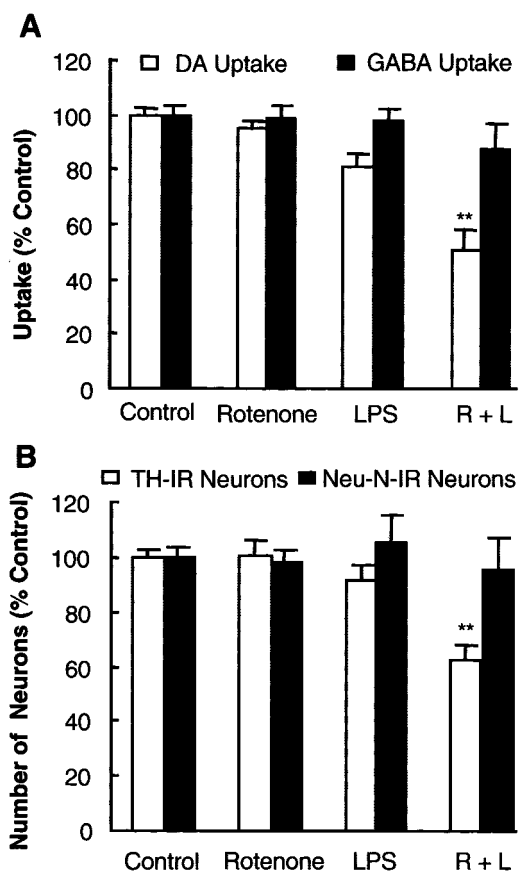 A
DA Uptake GABA Uptake
Uptake (% Control)
120
100
80
60
40
20
0
**
Control Rotenone LPS R + L
B
TH-IR Neurons Neu-N-IR Neurons
Number of Neurons (% Control)
120
100
80
60
40
20
0
**
Control Rotenone LPS R + L